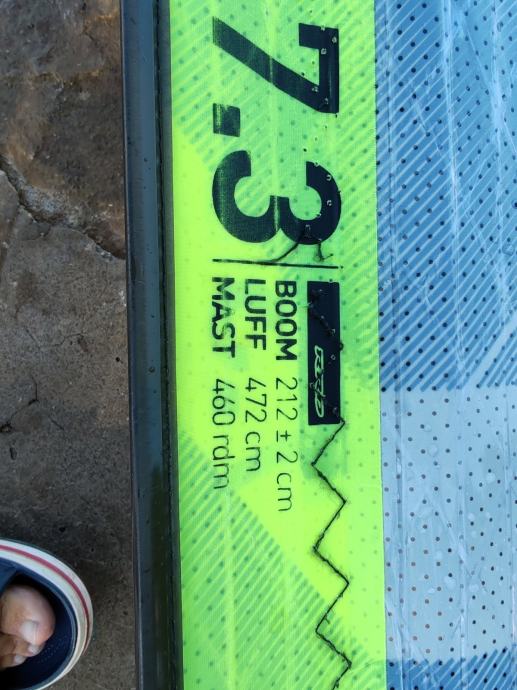 7.3
BOOM 212 ± 2 cm
LUFF 472 cm
MAST 460 rdm